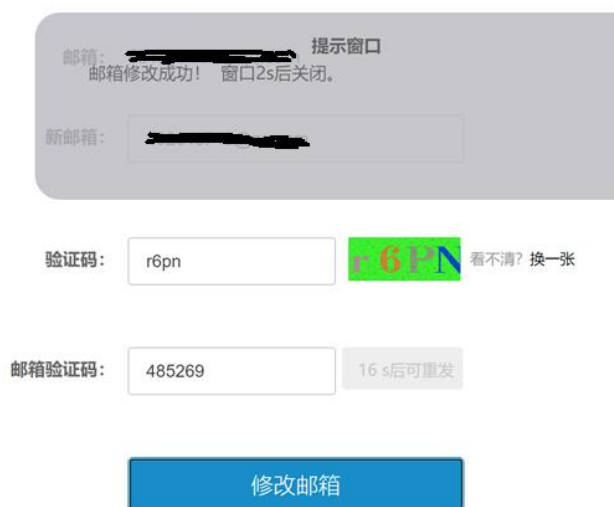 邮箱：
提示窗口
邮箱修改成功！ 窗口2s后关闭。
新邮箱：
验证码： r6pn r6PN 看不清？换一张
邮箱验证码： 485269 16 s后可重发
修改邮箱